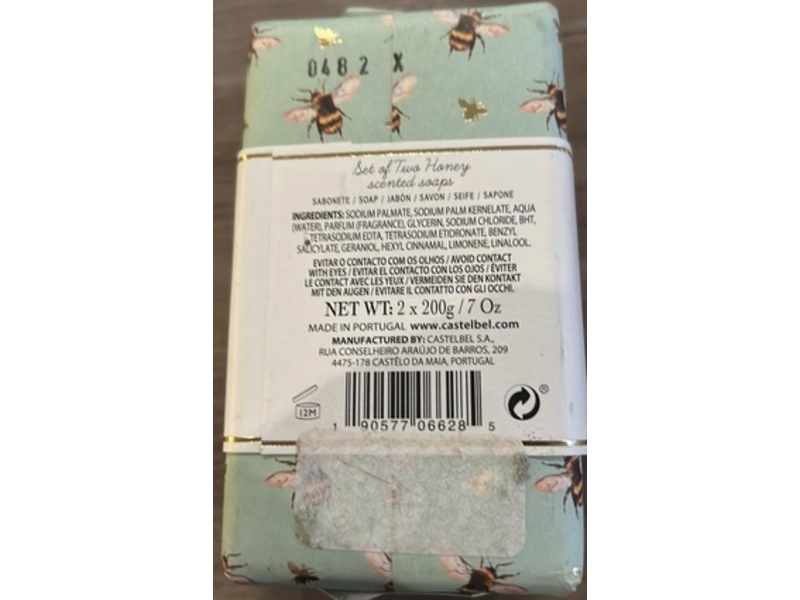 0482 X
Set of Two Honey
scented soaps
SABONETE / SOAP / JABÓN / SAVON / SEIFE / SAPONE
INGREDIENTS: SODIUM PALMATE, SODIUM PALM KERNELATE, AQUA
(WATER), PARFUM (FRAGRANCE), GLYCERIN, SODIUM CHLORIDE, BHT,
TETRASODIUM EDTA, TETRASODIUM ETIDRONATE, BENZYL
SALICYLATE, GERANIOL, HEXYL CINNAMAL, LIMONENE, LINALOOL.
EVITAR O CONTACTO COM OS OLHOS / AVOID CONTACT
WITH EYES / EVITAR EL CONTACTO CON LOS OJOS / ÉVITER
LE CONTACT AVEC LES YEUX / VERMEIDEN SIE DEN KONTAKT
MIT DEN AUGEN / EVITARE IL CONTATTO CON GLI OCCHI.
NET WT: 2 x 200g / 7 Oz
MADE IN PORTUGAL www.castelbel.com
MANUFACTURED BY: CASTELBEL S.A.,
RUA CONSELHEIRO ARAÚJO DE BARROS, 209
4475-178 CASTÊLO DA MAIA, PORTUGAL
12M
®
1 90577 06628 5